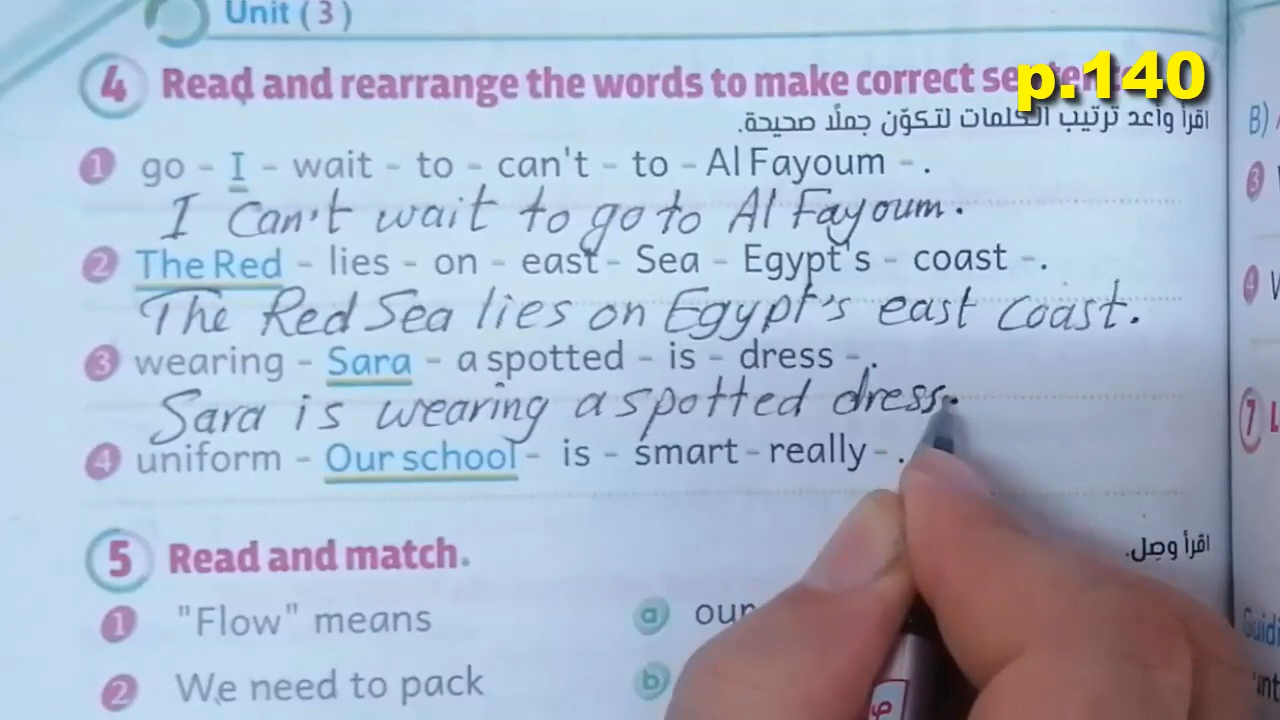 Unit (3)
p.140
4 Read and rearrange the words to make correct
اقرأ وأعد ترتيب الكلمات لتكوّن جملًا صحيحة.
1 go - I - wait - to - can't - to - Al Fayoum - .
I Can't wait to go to Al Fayoum.
2 The Red - lies - on - east - Sea - Egypt's - coast - .
The Red Sea lies on Egypt's east coast.
3 wearing - Sara - a spotted - is - dress - .
Sara is wearing a spotted dress.
4 uniform - Our school - is - smart - really - .
5 Read and match.
اقرأ وصل.
1 "Flow" means
a our
2 We need to pack
b
B)
3
4
7